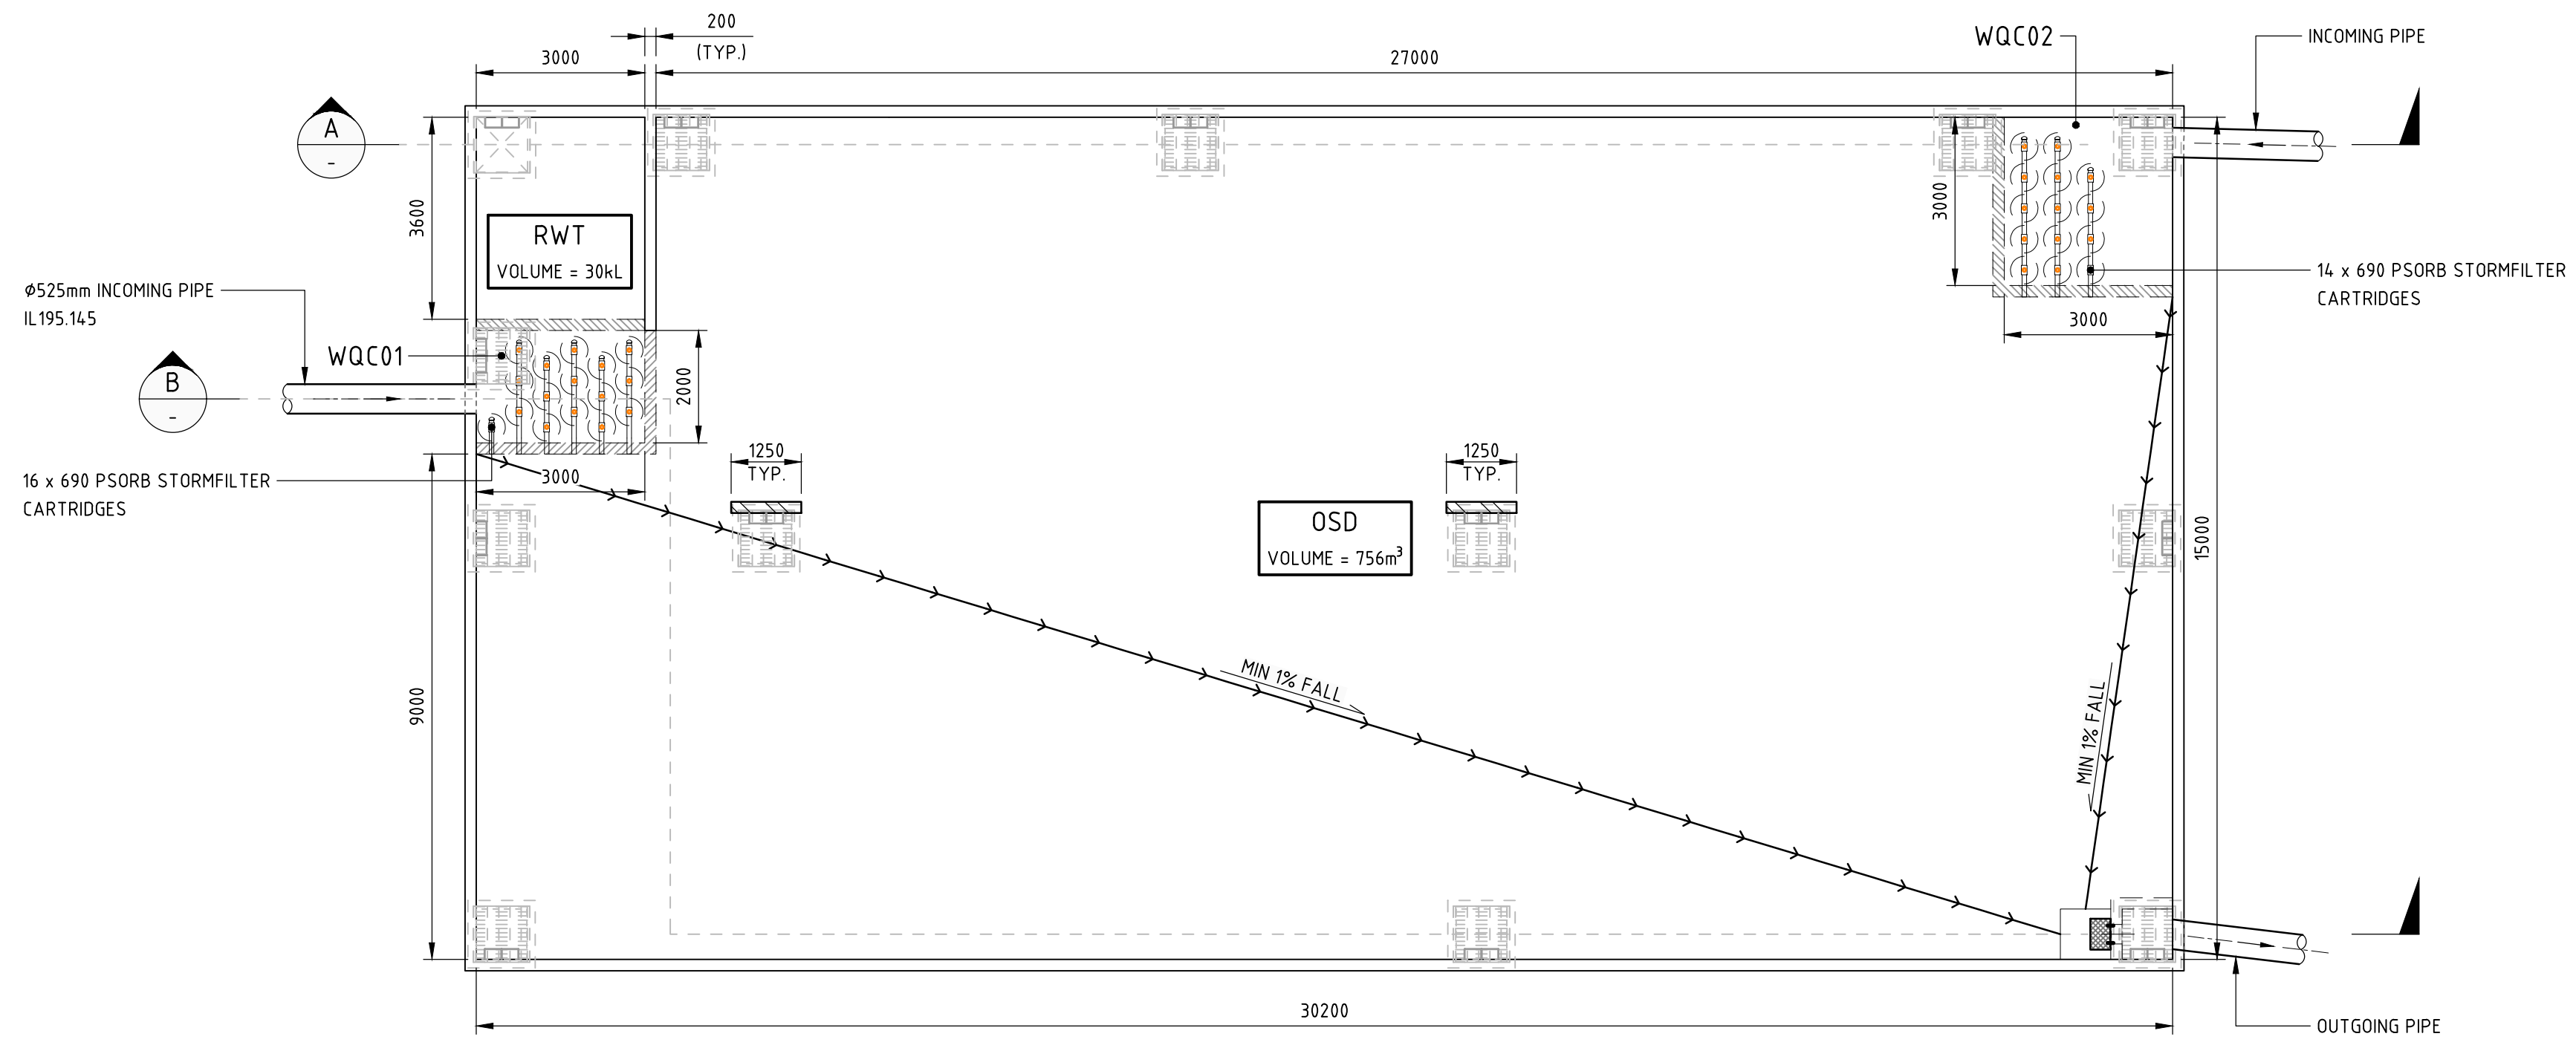 200
(TYP.)
3000
27000
WQC02
INCOMING PIPE
A
-
3600
RWT
VOLUME = 30kL
3000
14 x 690 PSORB STORMFILTER
CARTRIDGES
3000
Ø525mm INCOMING PIPE
IL195.145
WQC01
B
-
2000
16 x 690 PSORB STORMFILTER
CARTRIDGES
3000
1250
TYP.
1250
TYP.
OSD
VOLUME = 756m³
15000
9000
MIN 1% FALL
MIN 1% FALL
30200
OUTGOING PIPE